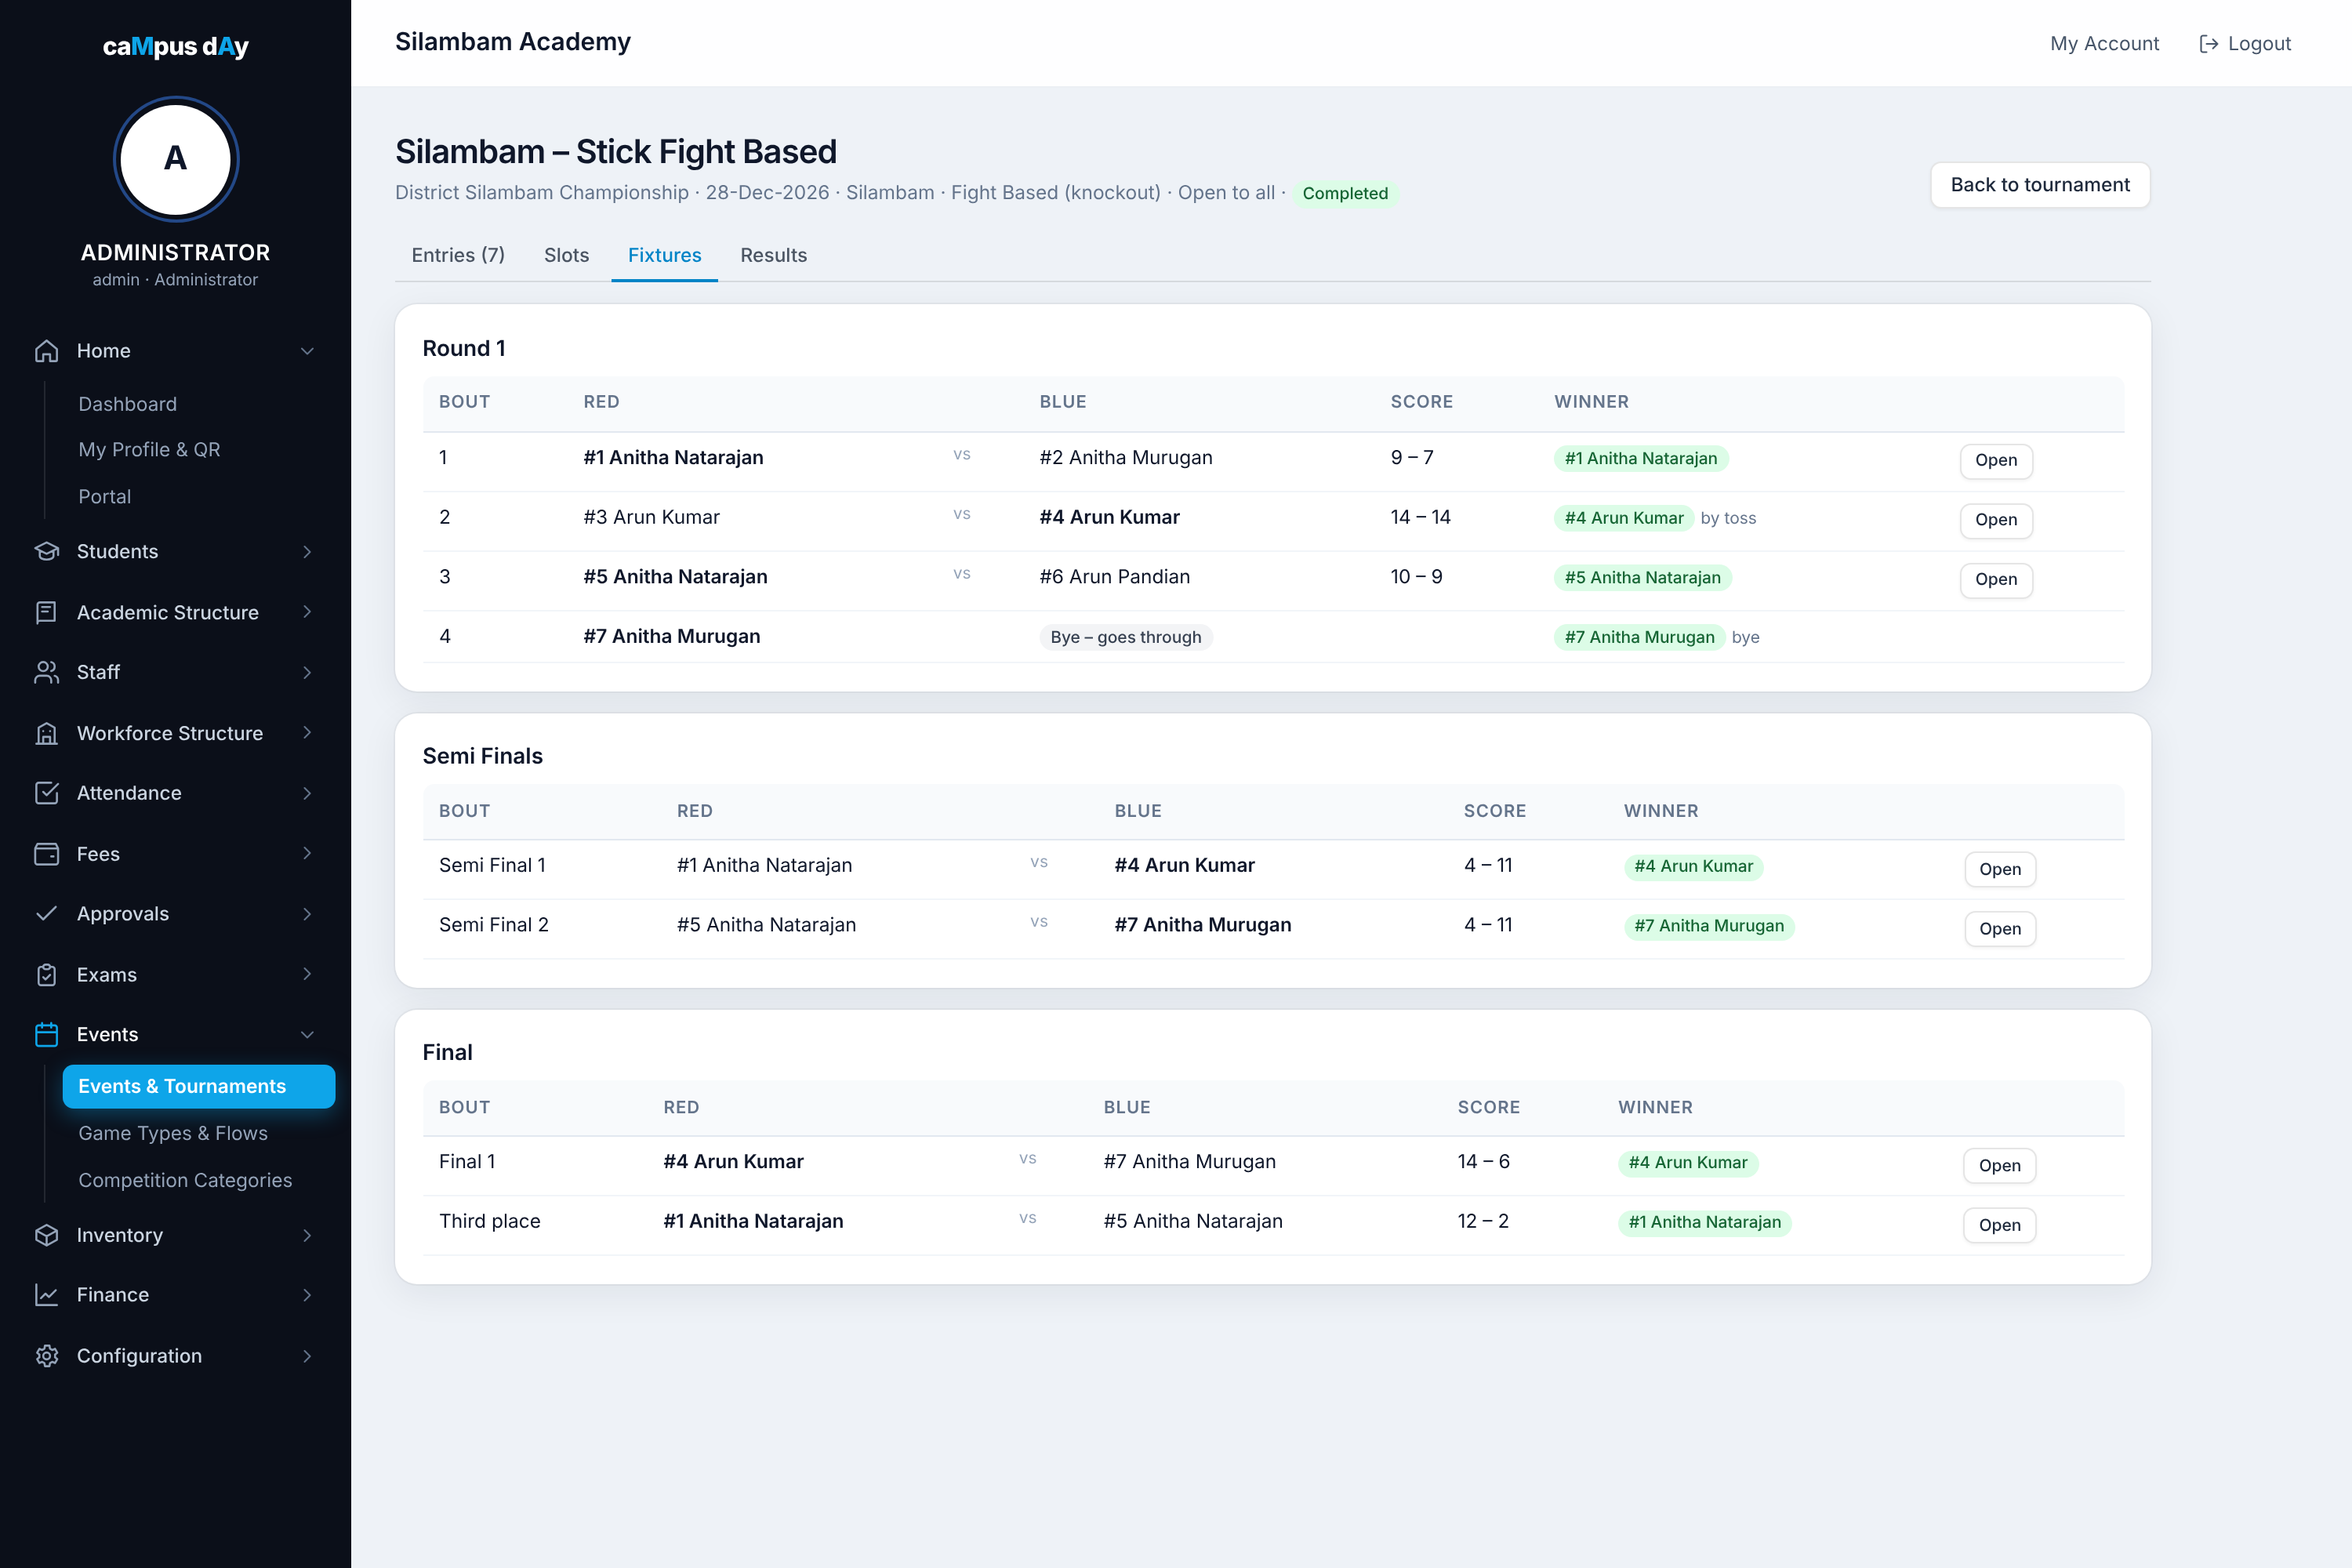 caMpus dAy
A
ADMINISTRATOR
admin · Administrator
Home
Dashboard
My Profile & QR
Portal
Students
Academic Structure
Staff
Workforce Structure
Attendance
Fees
Approvals
Exams
Events
Events & Tournaments
Game Types & Flows
Competition Categories
Inventory
Finance
Configuration
Silambam Academy
My Account Logout
Silambam – Stick Fight Based
District Silambam Championship · 28-Dec-2026 · Silambam · Fight Based (knockout) · Open to all · Completed
Back to tournament
Entries (7) Slots Fixtures Results
Round 1
BOUT RED BLUE SCORE WINNER
1 #1 Anitha Natarajan vs #2 Anitha Murugan 9 – 7 #1 Anitha Natarajan Open
2 #3 Arun Kumar vs #4 Arun Kumar 14 – 14 #4 Arun Kumar by toss Open
3 #5 Anitha Natarajan vs #6 Arun Pandian 10 – 9 #5 Anitha Natarajan Open
4 #7 Anitha Murugan Bye – goes through #7 Anitha Murugan bye
Semi Finals
BOUT RED BLUE SCORE WINNER
Semi Final 1 #1 Anitha Natarajan vs #4 Arun Kumar 4 – 11 #4 Arun Kumar Open
Semi Final 2 #5 Anitha Natarajan vs #7 Anitha Murugan 4 – 11 #7 Anitha Murugan Open
Final
BOUT RED BLUE SCORE WINNER
Final 1 #4 Arun Kumar vs #7 Anitha Murugan 14 – 6 #4 Arun Kumar Open
Third place #1 Anitha Natarajan vs #5 Anitha Natarajan 12 – 2 #1 Anitha Natarajan Open